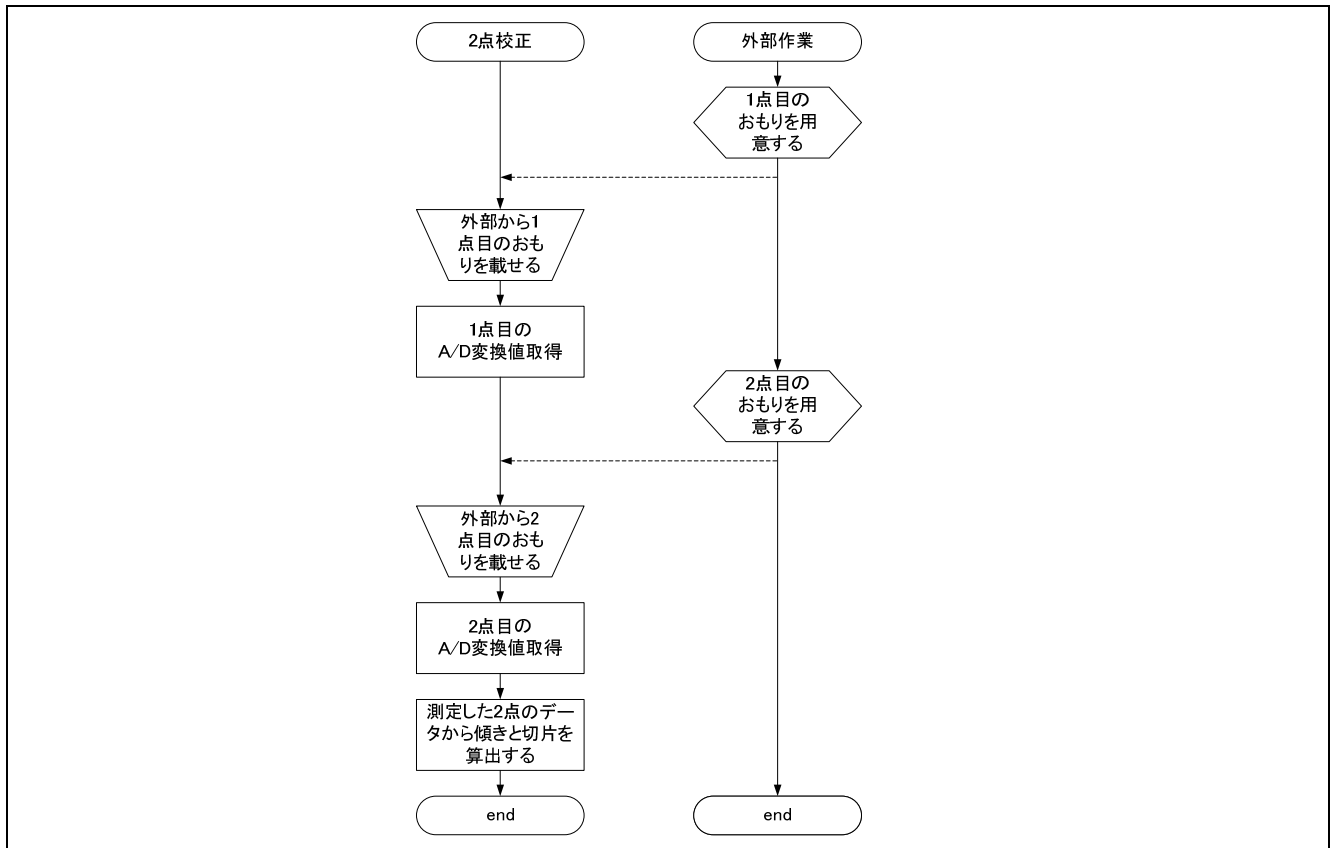 2点校正
外部作業
1点目の
おもりを用
意する
外部から1
点目のおも
りを載せる
1点目の
A/D変換値取得
2点目の
おもりを用
意する
外部から2
点目のおも
りを載せる
2点目の
A/D変換値取得
測定した2点のデー
タから傾きと切片を
算出する
end
end